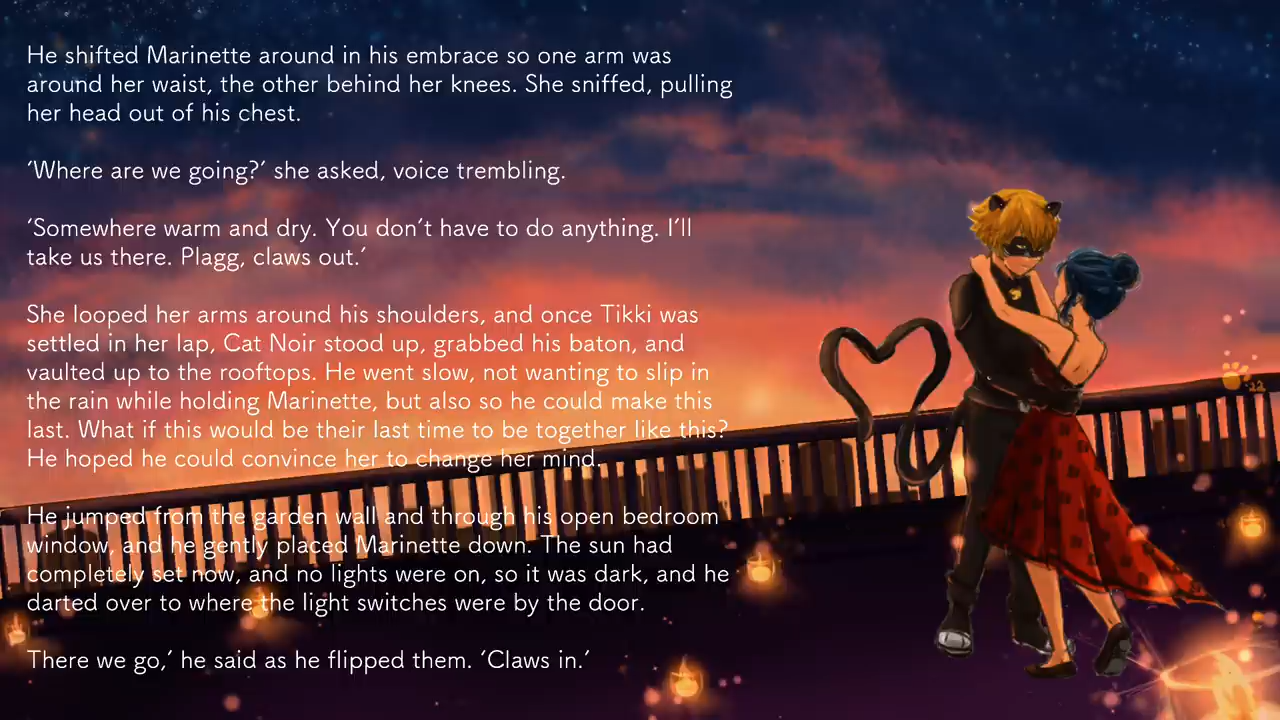 He shifted Marinette around in his embrace so one arm was
around her waist, the other behind her knees. She sniffed, pulling
her head out of his chest.
‘Where are we going?’ she asked, voice trembling.
‘Somewhere warm and dry. You don’t have to do anything. I’ll
take us there. Plagg, claws out.’
She looped her arms around his shoulders, and once Tikki was
settled in her lap, Cat Noir stood up, grabbed his baton, and
vaulted up to the rooftops. He went slow, not wanting to slip in
the rain while holding Marinette, but also so he could make this
last. What if this would be their last time to be together like this?
He hoped he could convince her to change her mind.
He jumped from the garden wall and through his open bedroom
window, and he gently placed Marinette down. The sun had
completely set now, and no lights were on, so it was dark, and he
darted over to where the light switches were by the door.
There we go,’ he said as he flipped them. ‘Claws in.’
'22